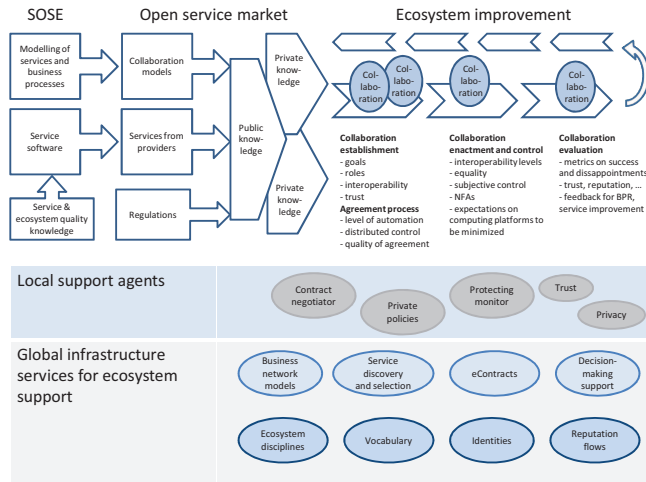 SOSE
Open service market
Ecosystem improvement
Modelling of
services and
business
processes
Collaboration
models
Private
know-
ledge
Col-
labo-
ration
Col-
labo-
ration
Col-
labo-
ration
Col-
labo-
ration
Service
software
Services from
providers
Public
know-
ledge
Private
know-
ledge
Service &
ecosystem quality
knowledge
Regulations
Collaboration
establishment
- goals
- roles
- interoperability
- trust
Agreement process
- level of automation
- distributed control
- quality of agreement
Collaboration
enactment and control
- interoperability levels
- equality
- subjective control
- NFAs
- expectations on
computing platforms to
be minimized
Collaboration
evaluation
- metrics on success
and dissappointments
- trust, reputation, ...
- feedback for BPR,
service improvement
Local support agents
Contract
negotiator
Private
policies
Protecting
monitor
Trust
Privacy
Global infrastructure
services for ecosystem
support
Business
network
models
Service
discovery
and selection
eContracts
Decision-
making
support
Ecosystem
disciplines
Vocabulary
Identities
Reputation
flows